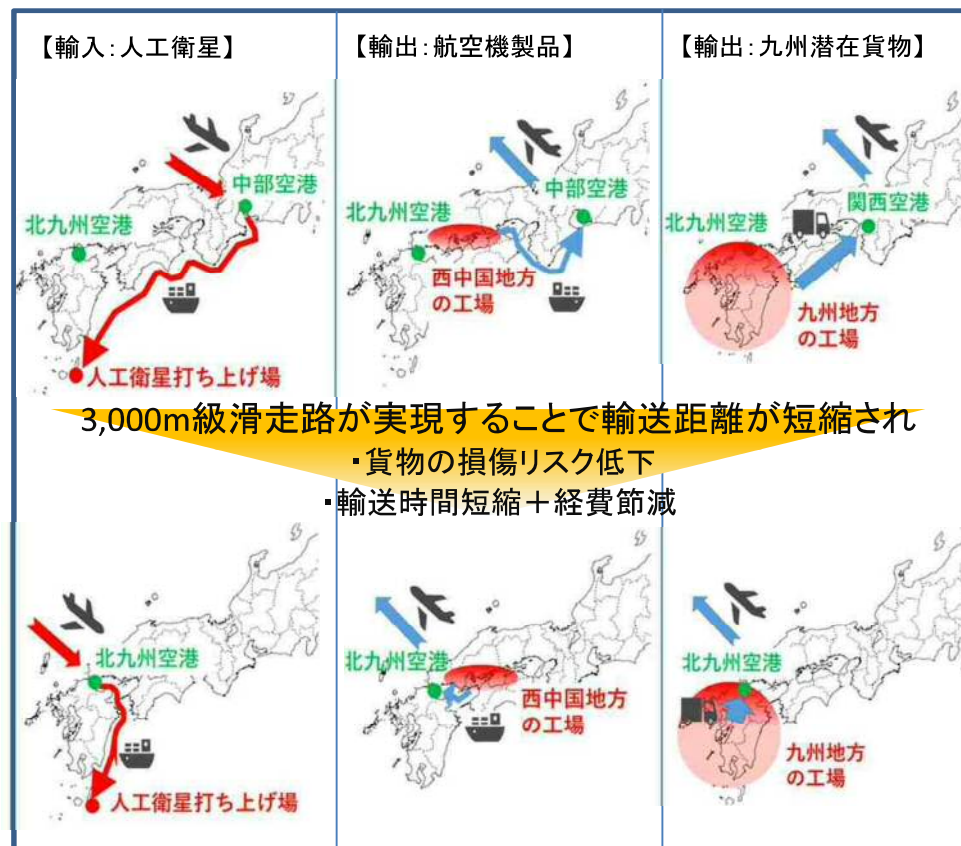 【輸入:人工衛星】
【輸出:航空機製品】
【輸出:九州潜在貨物】
中部空港
北九州空港
人工衛星打ち上げ場
中部空港
北九州空港
西中国地方
の工場
北九州空港
関西空港
九州地方
の工場
3,000m級滑走路が実現することで輸送距離が短縮され
・貨物の損傷リスク低下
・輸送時間短縮+経費節減
北九州空港
人工衛星打ち上げ場
北九州空港
西中国地方
の工場
北九州空港
九州地方
の工場